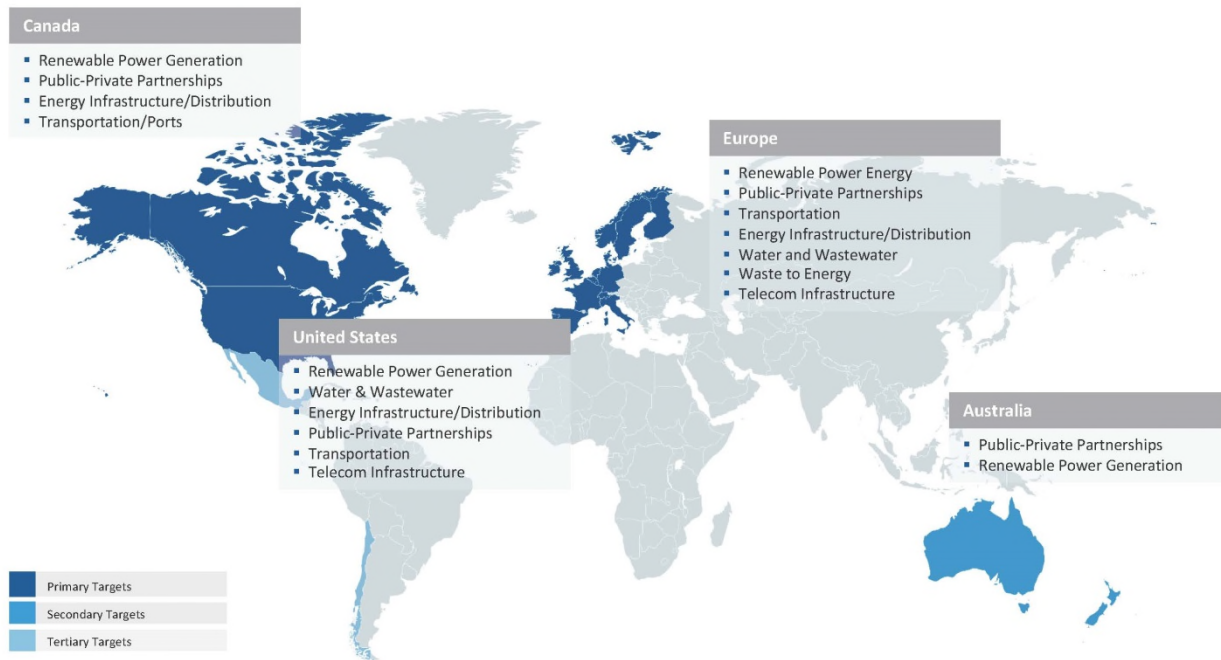 Canada
▪ Renewable Power Generation
▪ Public-Private Partnerships
▪ Energy Infrastructure/Distribution
▪ Transportation/Ports
Europe
▪ Renewable Power Energy
▪ Public-Private Partnerships
▪ Transportation
▪ Energy Infrastructure/Distribution
▪ Water and Wastewater
▪ Waste to Energy
▪ Telecom Infrastructure
United States
▪ Renewable Power Generation
▪ Water & Wastewater
▪ Energy Infrastructure/Distribution
▪ Public-Private Partnerships
▪ Transportation
▪ Telecom Infrastructure
Australia
▪ Public-Private Partnerships
▪ Renewable Power Generation
Primary Targets
Secondary Targets
Tertiary Targets